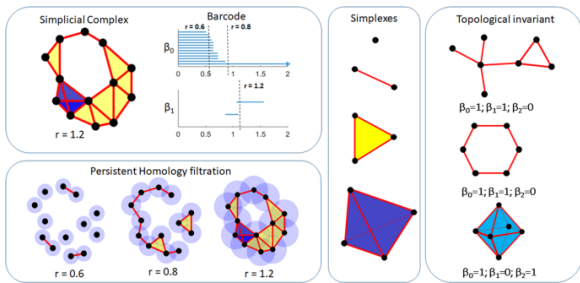 Simplicial Complex
r = 1.2
Barcode
r = 0.6
r = 0.8
β0
0 0.5 1 1.5 2
r = 1.2
β1
0 0.5 1 1.5 2
Persistent Homology filtration
r = 0.6
r = 0.8
r = 1.2
Simplexes
Topological invariant
β0=1; β1=1; β2=0
β0=1; β1=1; β2=0
β0=1; β1=0; β2=1